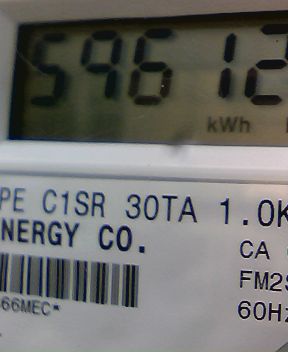 59612
kWh
PE C1SR 30TA 1.0K
NERGY CO.
CA
FM2S
66MEC*
60Hz